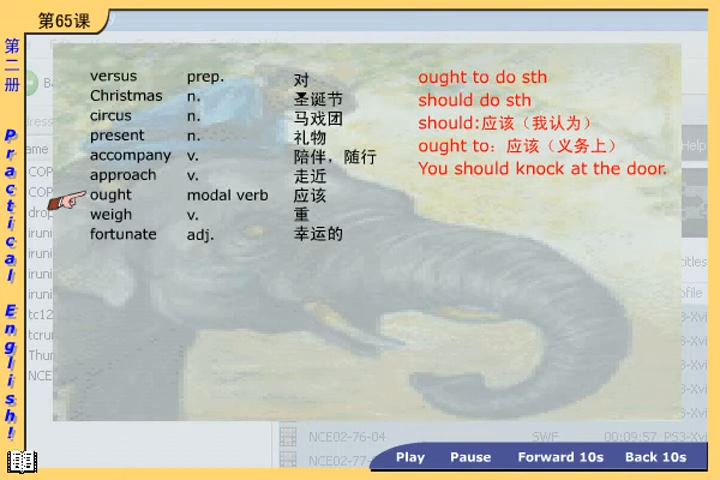 第65课
第二册 Practical English!
versus prep. 对
Christmas n. 圣诞节
circus n. 马戏团
present n. 礼物
accompany v. 陪伴，随行
approach v. 走近
ought modal verb 应该
weigh v. 重
fortunate adj. 幸运的
ought to do sth
should do sth
should:应该（我认为）
ought to: 应该（义务上）
You should knock at the door.
Help
NCE02-76-04 SWF 00:09:57 PS3-Xvi
NCE02-77-
Play Pause Forward 10s Back 10s